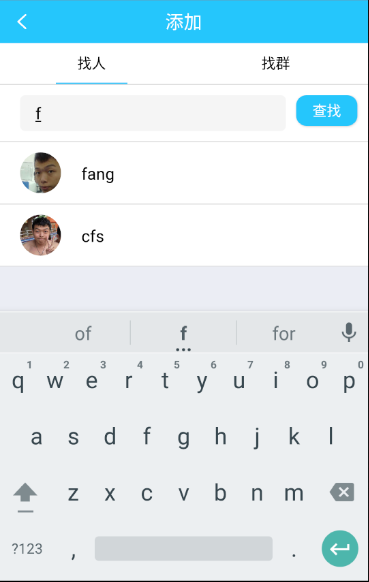 添加
找人 找群
f 查找
fang
cfs
of f for
1 2 3 4 5 6 7 8 9 0
q w e r t y u i o p
a s d f g h j k l
z x c v b n m
?123 , .